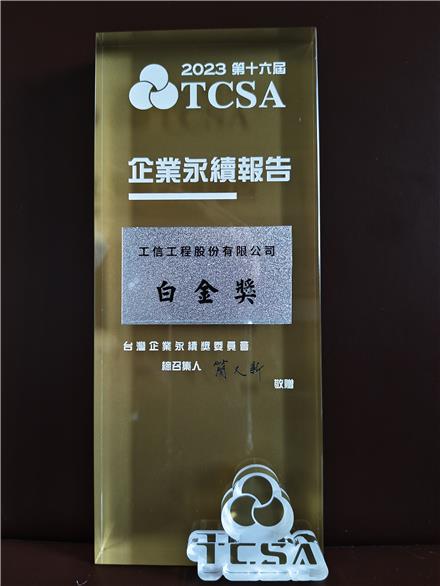 2023 第十六屆
TCSA
企業永續報告
工信工程股份有限公司
白金獎
台灣企業永續獎委員會
總召集人 簡又新
敬贈
TCSA